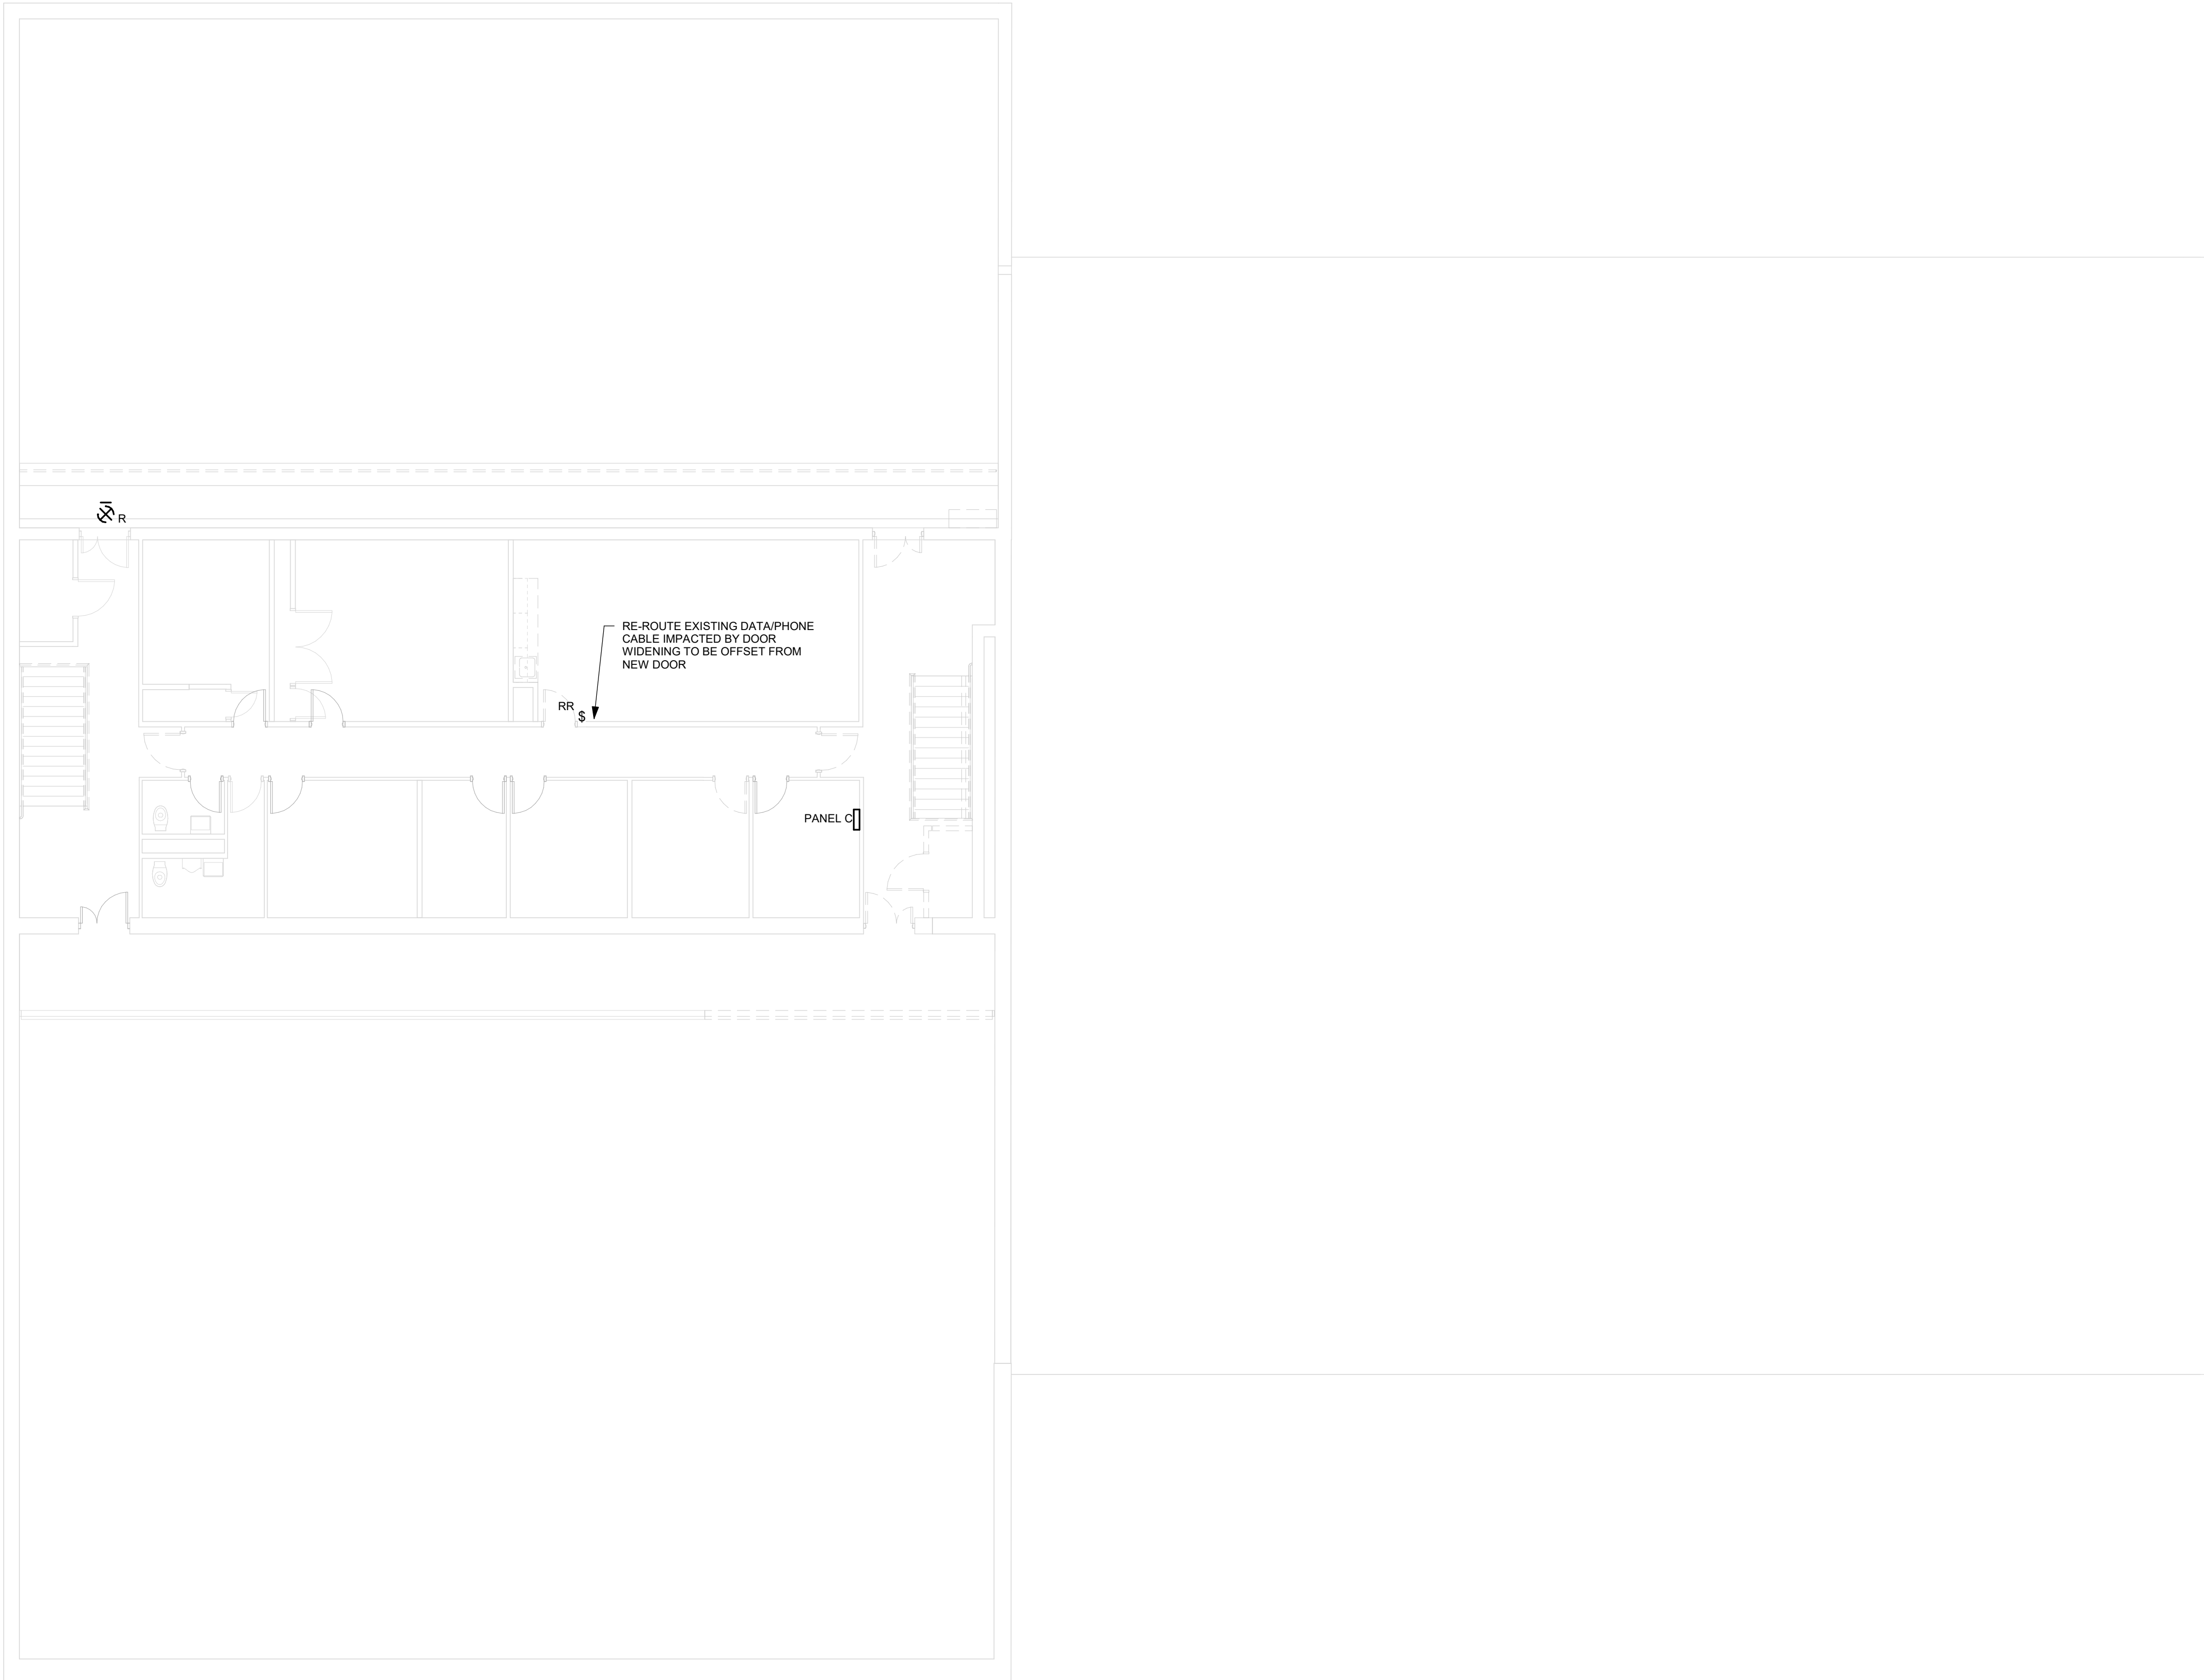 R
RE-ROUTE EXISTING DATA/PHONE
CABLE IMPACTED BY DOOR
WIDENING TO BE OFFSET FROM
NEW DOOR
RR
$
PANEL C